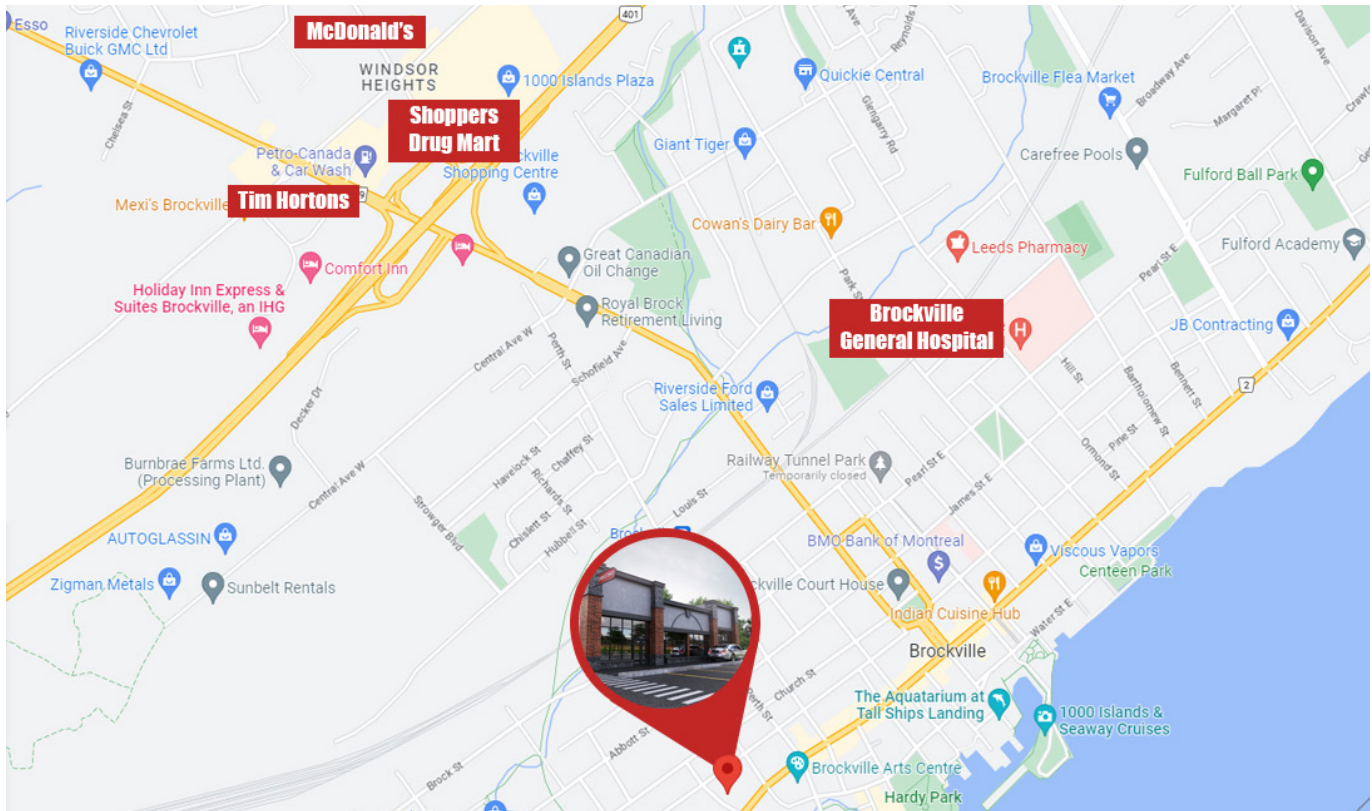 Esso
Riverside Chevrolet
Buick GMC Ltd
McDonald's
WINDSOR
HEIGHTS
401
1000 Islands Plaza
Quickie Central
Reynolds
Glengarry Rd
Brockville Flea Market
Broadway Ave
Davison Ave
Margaret Pl
Chelsea St
Shoppers
Drug Mart
Petro-Canada
& Car Wash
Shopping Centre
Giant Tiger
Carefree Pools
Fulford Ball Park
Tim Hortons
Mexi's Brockville
Cowan's Dairy Bar
Leeds Pharmacy
Fulford Academy
Pearl St E
Comfort Inn
Great Canadian
Oil Change
Holiday Inn Express &
Suites Brockville, an IHG
Park St
Royal Brock
Retirement Living
Brockville
General Hospital
H
JB Contracting
Central Ave W
Perth St
Schofield Ave
Hill St
Bartholomew St
Bennett St
2
Decker Dr
Riverside Ford
Sales Limited
Ormond St
Pine St
Burnbrae Farms Ltd.
(Processing Plant)
Central Ave W
Havelock St
Chaffey St
Richards St
Railway Tunnel Park
Temporarily closed
Pearl St E
James St E
Strowger Blvd
Chislett St
Hubbell St
Louis St
AUTOGLASSIN
BMO Bank of Montreal
$
Viscous Vapors
Centeen Park
Zigman Metals
Sunbelt Rentals
Court House
Indian Cuisine Hub
Water St E
Brockville
Church St
Perth St
The Aquatarium at
Tall Ships Landing
1000 Islands &
Seaway Cruises
Abbott St
Brock St
Brockville Arts Centre
Hardy Park